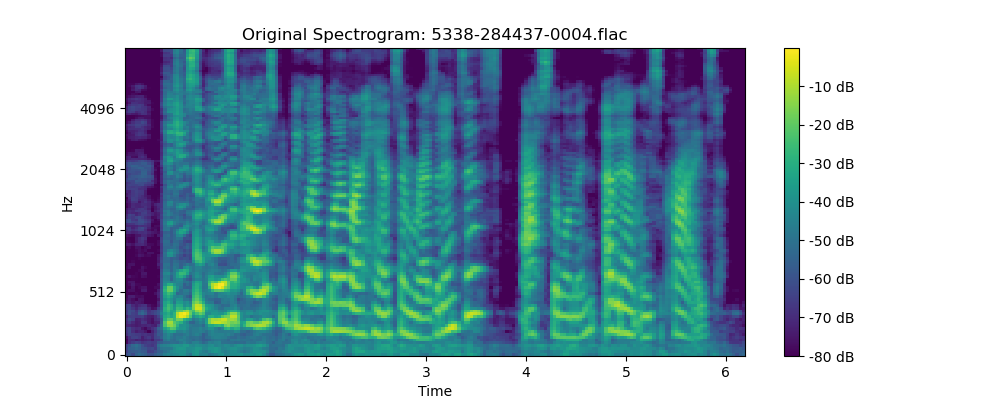 Original Spectrogram: 5338-284437-0004.flac
Hz
4096
2048
1024
512
0
0 1 2 3 4 5 6
Time
-10 dB
-20 dB
-30 dB
-40 dB
-50 dB
-60 dB
-70 dB
-80 dB